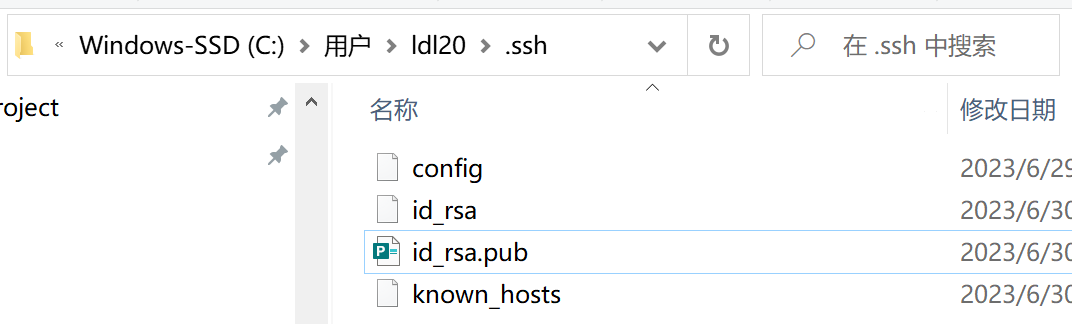 « Windows-SSD (C:) > 用户 > ldl20 > .ssh
在 .ssh 中搜索
roject
名称 修改日期
config 2023/6/29
id_rsa 2023/6/30
id_rsa.pub 2023/6/30
known_hosts 2023/6/30